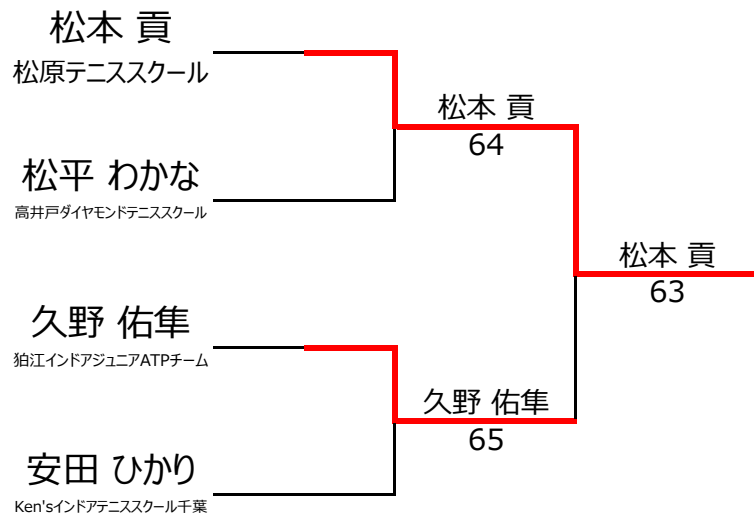 松本 貢
松原テニススクール
松平 わかな
高井戸ダイヤモンドテニススクール
久野 佑隼
狛江インドアジュニアATPチーム
安田 ひかり
Ken'sインドアテニススクール千葉
松本 貢
64
久野 佑隼
65
松本 貢
63